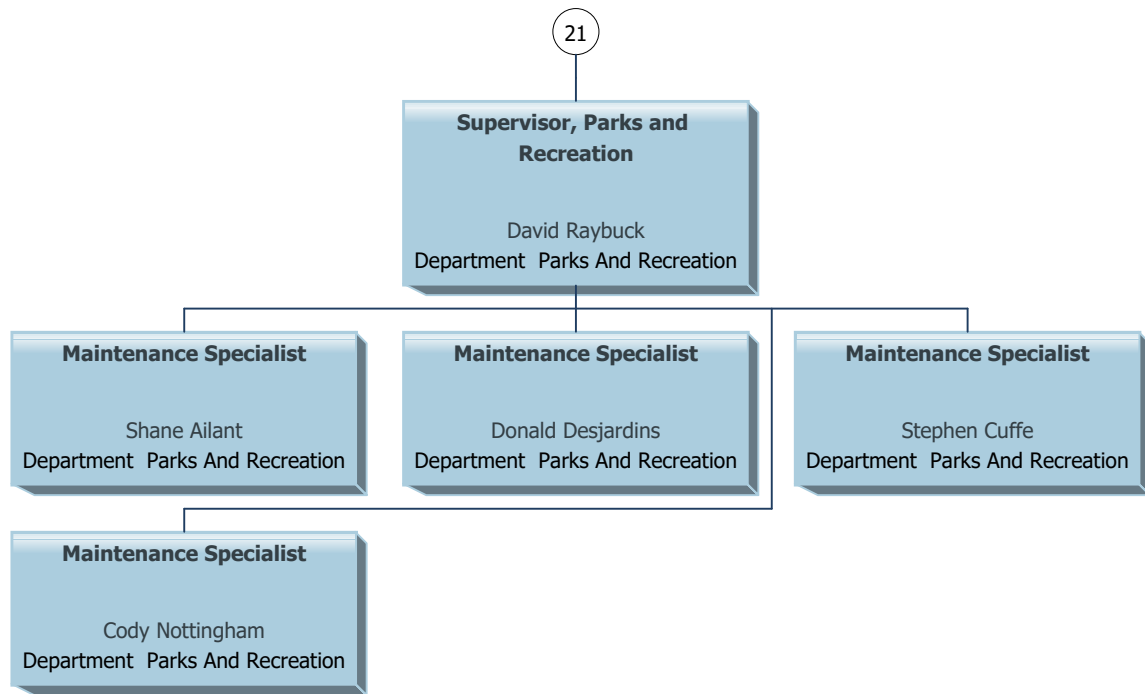 21
Supervisor, Parks and
Recreation
David Raybuck
Department  Parks And Recreation
Maintenance Specialist
Shane Ailant
Department  Parks And Recreation
Maintenance Specialist
Donald Desjardins
Department  Parks And Recreation
Maintenance Specialist
Stephen Cuffe
Department  Parks And Recreation
Maintenance Specialist
Cody Nottingham
Department  Parks And Recreation